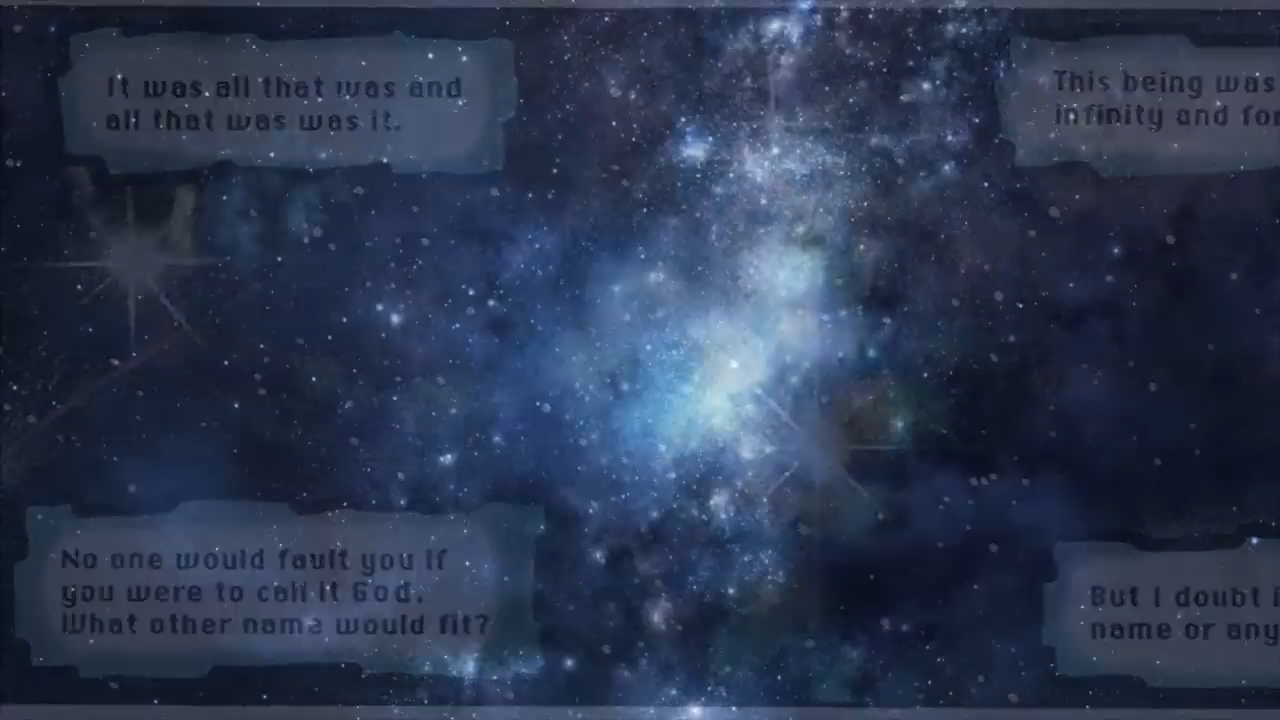 It was all that was and
all that was was it.
This being was
infinity and for
No one would fault you if
you were to call it God.
What other name would fit?
But I doubt i
name or any